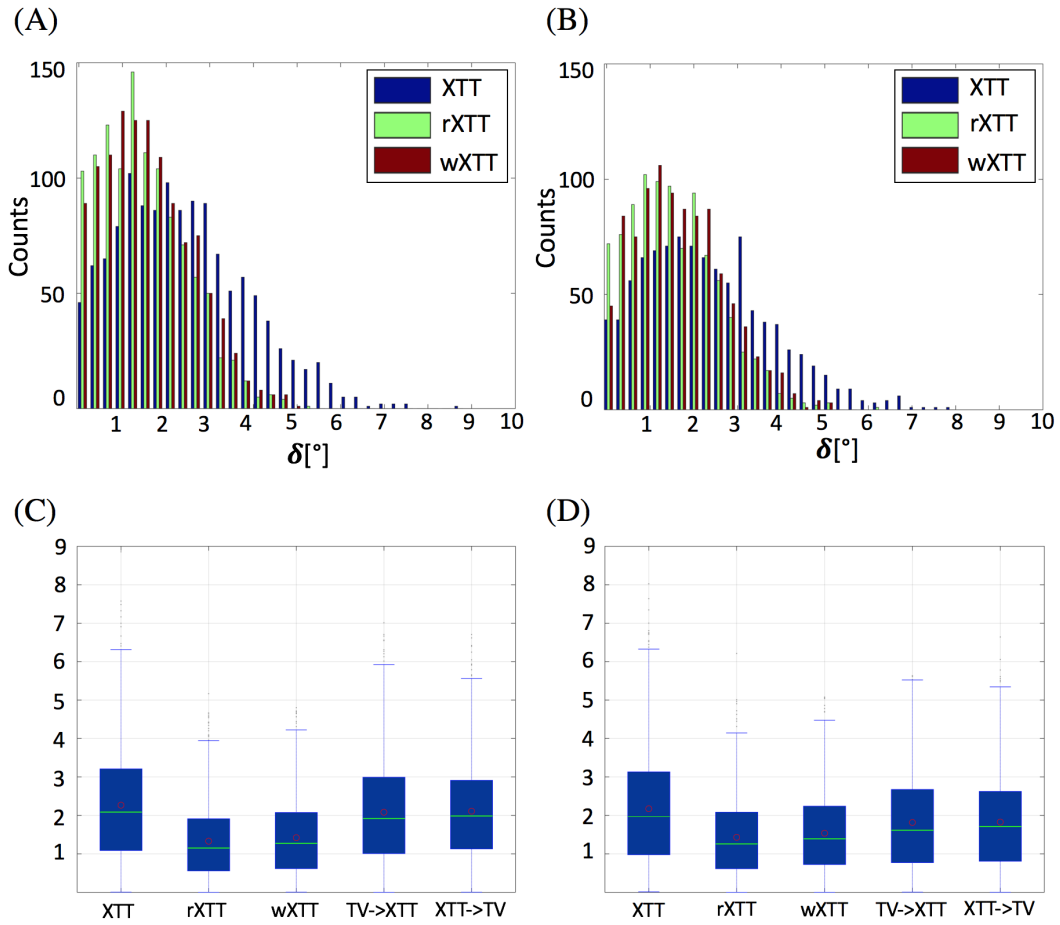 (A)
(B)
150
100
50
0
Counts
XTT
rXTT
wXTT
1 2 3 4 5 6 7 8 9 10
δ[°]
150
100
50
0
Counts
XTT
rXTT
wXTT
1 2 3 4 5 6 7 8 9 10
δ[°]
(C)
(D)
9
8
7
6
5
4
3
2
1
XTT rXTT wXTT TV->XTT XTT->TV
9
8
7
6
5
4
3
2
1
XTT rXTT wXTT TV->XTT XTT->TV